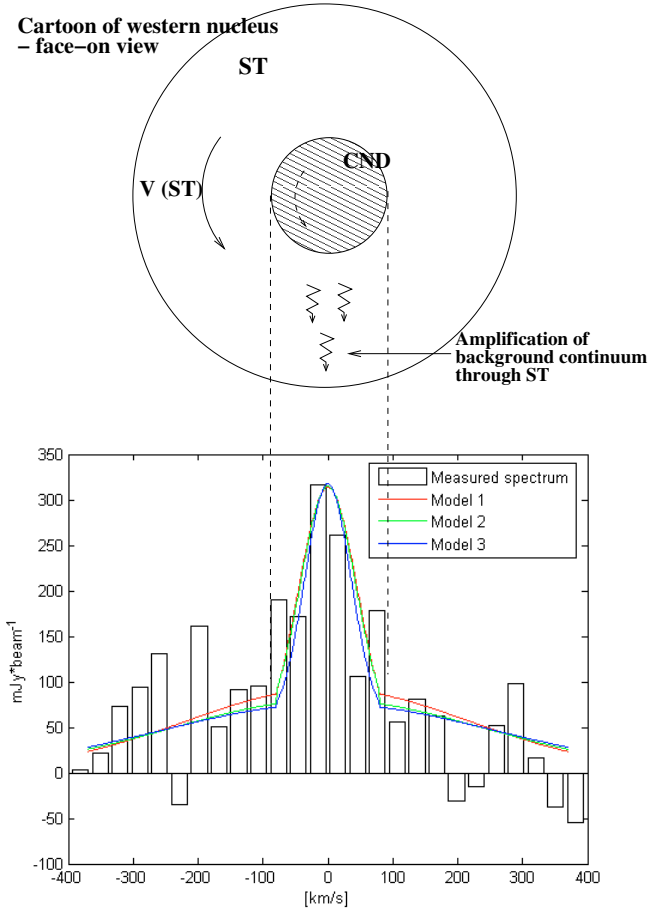 Cartoon of western nucleus
− face−on view
ST
CND
V (ST)
Amplification of
background continuum
through ST
350
300
250
200
150
100
50
0
-50
-100
mJy*beam-1
Measured spectrum
Model 1
Model 2
Model 3
-400 -300 -200 -100 0 100 200 300 400
[km/s]